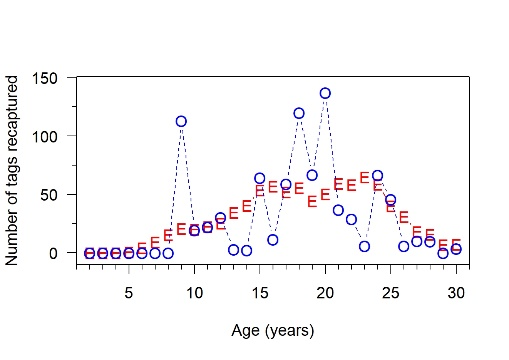 Number of tags recaptured
150
100
50
0
5 10 15 20 25 30
Age (years)
E E E E E E E E E E E E E E E E E E E E E E E E E E E E E